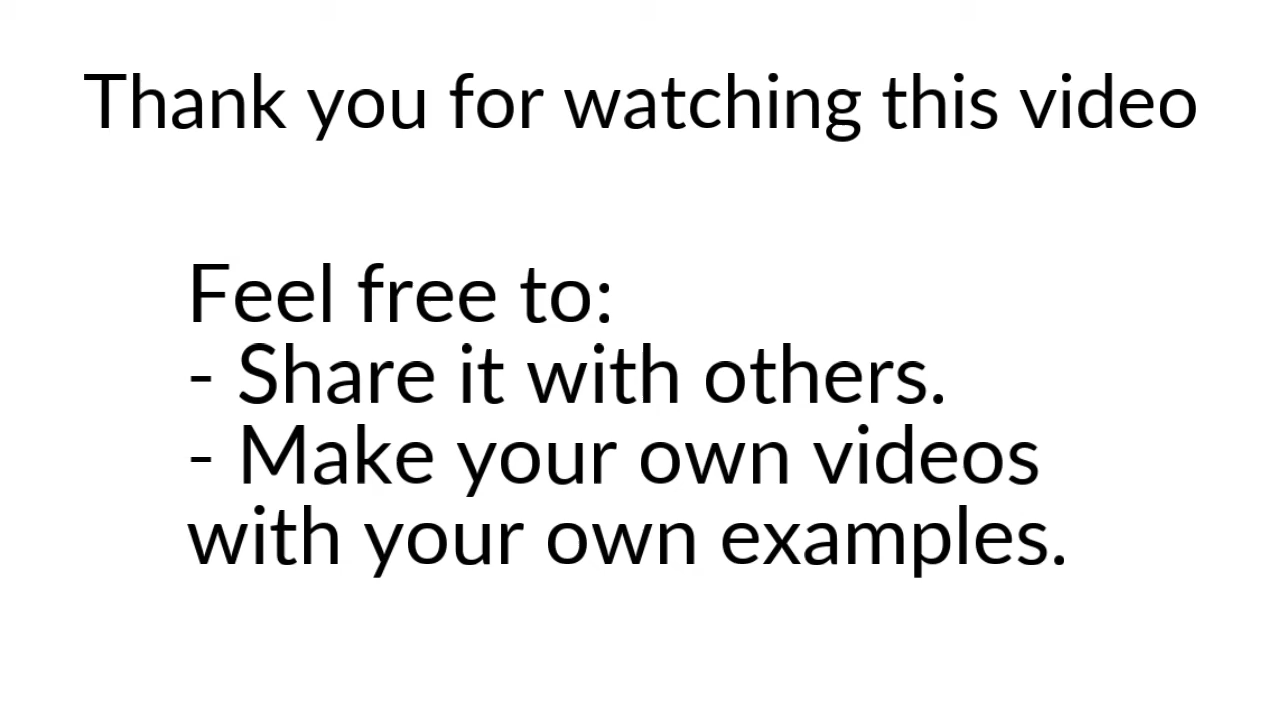 Thank you for watching this video
Feel free to:
- Share it with others.
- Make your own videos
with your own examples.